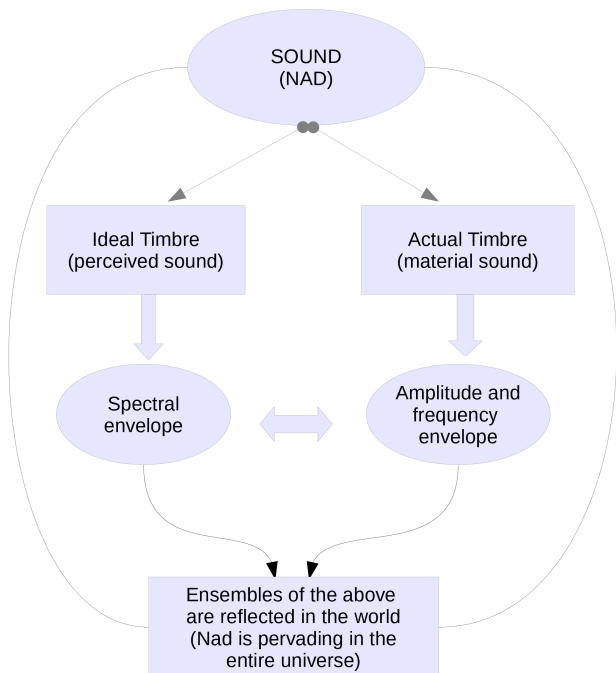 SOUND
(NAD)
Ideal Timbre
(perceived sound)
Actual Timbre
(material sound)
Spectral
envelope
Amplitude and
frequency
envelope
Ensembles of the above
are reflected in the world
(Nad is pervading in the
entire universe)